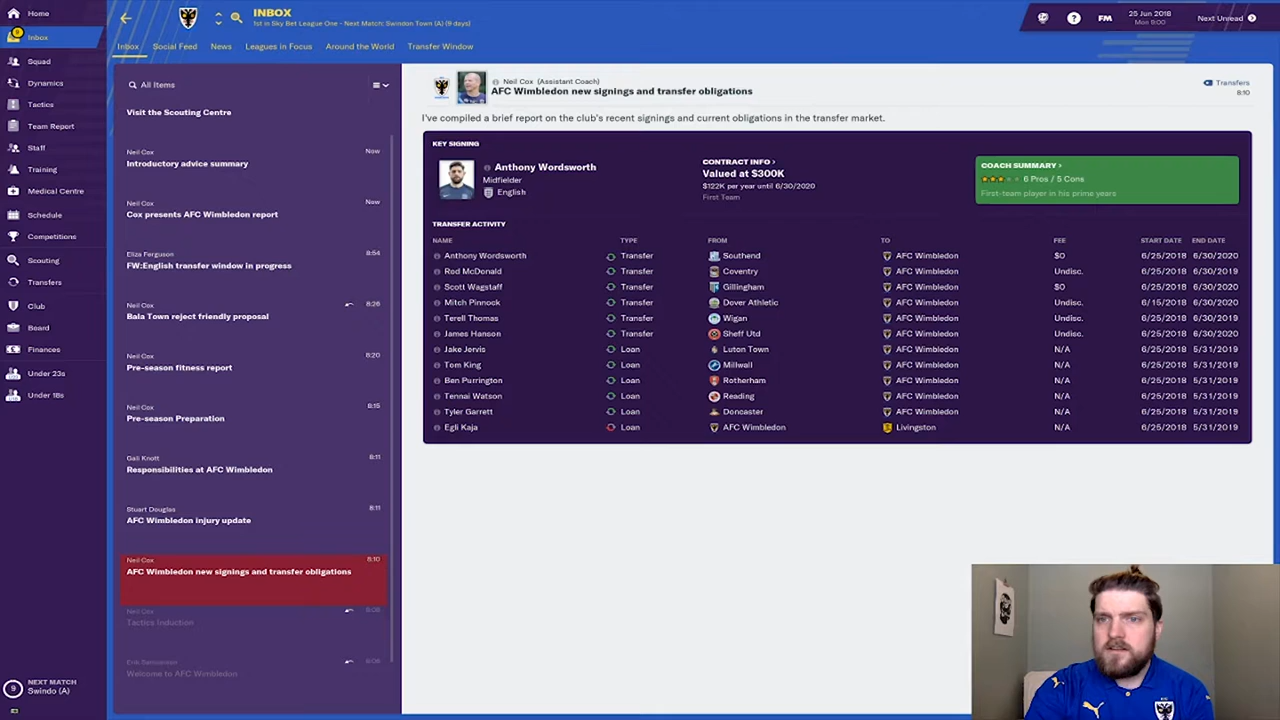 Home
Inbox
Squad
Dynamics
Tactics
Team Report
Staff
Training
Medical Centre
Schedule
Competitions
Scouting
Transfers
Club
Board
Finances
Under 23s
Under 18s
NEXT MATCH
Swindo (A)
INBOX
1st in Sky Bet League One - Next Match: Swindon Town (A) (9 days)
FM
25 Jun 2018
Mon 9:00
Next Unread
Inbox Social Feed News Leagues in Focus Around the World Transfer Window
All Items
Visit the Scouting Centre
Neil Cox Now
Introductory advice summary
Neil Cox Now
Cox presents AFC Wimbledon report
Eliza Ferguson 8:54
FW:English transfer window in progress
Neil Cox 8:26
Bala Town reject friendly proposal
Neil Cox 8:20
Pre-season fitness report
Neil Cox 8:15
Pre-season Preparation
Gali Knott 8:11
Responsibilities at AFC Wimbledon
Stuart Douglas 8:11
AFC Wimbledon injury update
Neil Cox 8:10
AFC Wimbledon new signings and transfer obligations
Neil Cox
Tactics Induction
Erik Samuelson
Welcome to AFC Wimbledon
Neil Cox (Assistant Coach)
AFC Wimbledon new signings and transfer obligations
Transfers
8:10
I've compiled a brief report on the club's recent signings and current obligations in the transfer market.
KEY SIGNING
Anthony Wordsworth
Midfielder
English
CONTRACT INFO >
Valued at $300K
$122K per year until 6/30/2020
First Team
COACH SUMMARY >
6 Pros / 5 Cons
First-team player in his prime years
TRANSFER ACTIVITY
NAME TYPE FROM TO FEE START DATE END DATE
Anthony Wordsworth Transfer Southend AFC Wimbledon $0 6/25/2018 6/30/2020
Rod McDonald Transfer Coventry AFC Wimbledon Undisc. 6/25/2018 6/30/2019
Scott Wagstaff Transfer Gillingham AFC Wimbledon $0 6/25/2018 6/30/2020
Mitch Pinnock Transfer Dover Athletic AFC Wimbledon Undisc. 6/15/2018 6/30/2020
Terell Thomas Transfer Wigan AFC Wimbledon Undisc. 6/25/2018 6/30/2020
James Hanson Transfer Sheff Utd AFC Wimbledon Undisc. 6/25/2018 6/30/2020
Jake Jervis Loan Luton Town AFC Wimbledon N/A 6/25/2018 5/31/2019
Tom King Loan Millwall AFC Wimbledon N/A 6/25/2018 5/31/2019
Ben Purrington Loan Rotherham AFC Wimbledon N/A 6/25/2018 5/31/2019
Tennai Watson Loan Reading AFC Wimbledon N/A 6/25/2018 5/31/2019
Tyler Garrett Loan Doncaster AFC Wimbledon N/A 6/25/2018 5/31/2019
Egli Kaja Loan AFC Wimbledon Livingston N/A 6/25/2018 5/31/2019